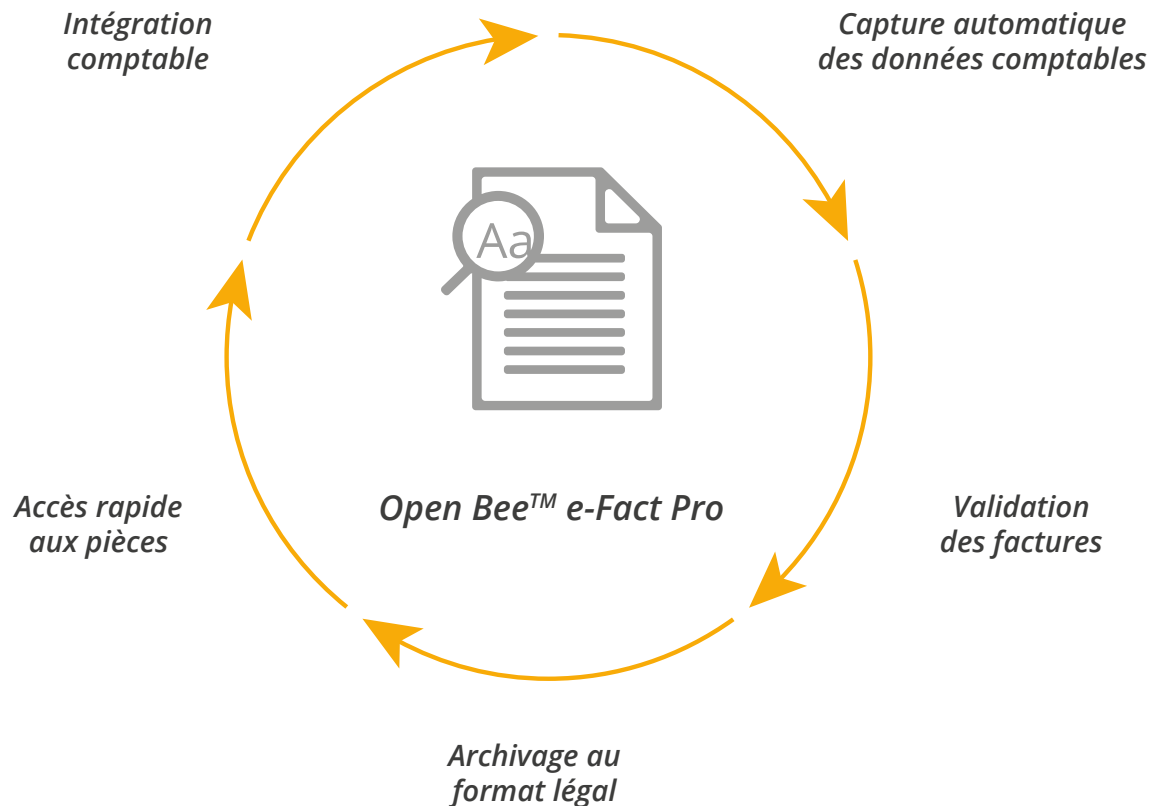 Intégration
comptable
Capture automatique
des données comptables
Aa
Open Bee™ e-Fact Pro
Accès rapide
aux pièces
Validation
des factures
Archivage au
format légal